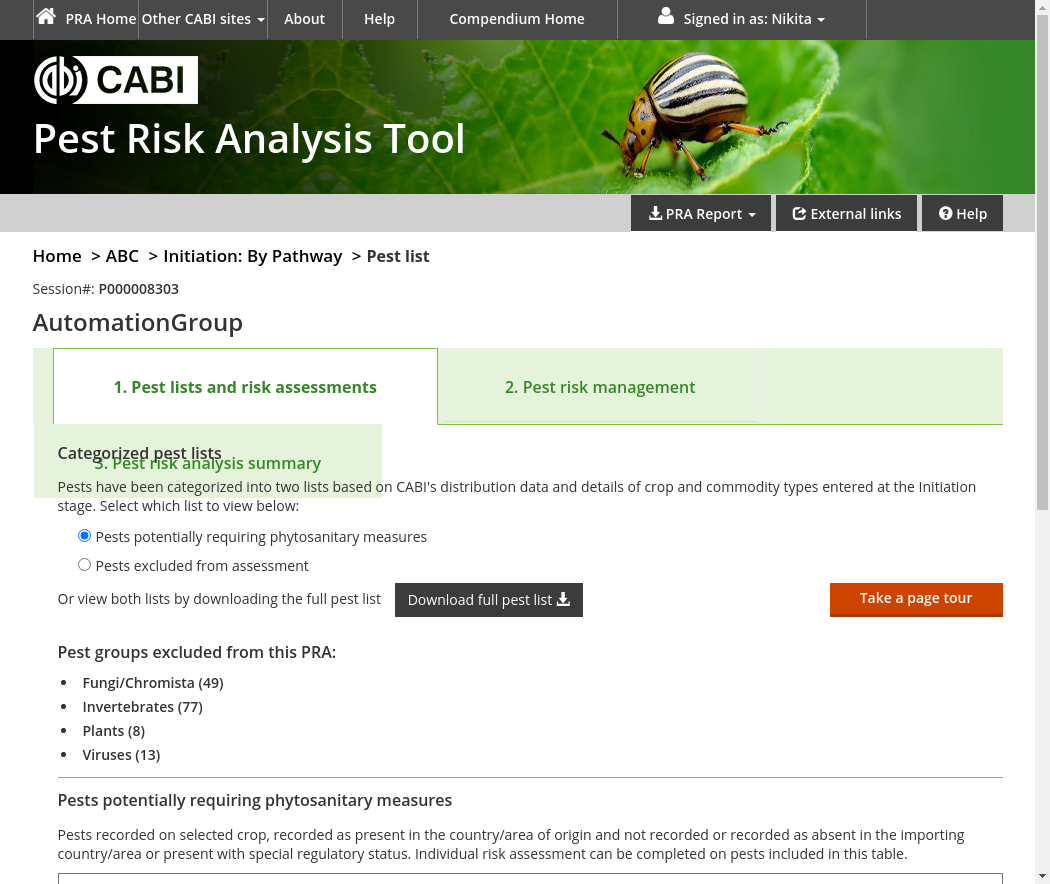 PRA Home Other CABI sites About Help Compendium Home Signed in as: Nikita
CABI
Pest Risk Analysis Tool
PRA Report External links Help
Home > ABC > Initiation: By Pathway > Pest list
Session#: P000008303
AutomationGroup
1. Pest lists and risk assessments 2. Pest risk management
Categorized pest lists
3. Pest risk analysis summary
Pests have been categorized into two lists based on CABI's distribution data and details of crop and commodity types entered at the Initiation
stage. Select which list to view below:
Pests potentially requiring phytosanitary measures
Pests excluded from assessment
Or view both lists by downloading the full pest list Download full pest list Take a page tour
Pest groups excluded from this PRA:
• Fungi/Chromista (49)
• Invertebrates (77)
• Plants (8)
• Viruses (13)
Pests potentially requiring phytosanitary measures
Pests recorded on selected crop, recorded as present in the country/area of origin and not recorded or recorded as absent in the importing
country/area or present with special regulatory status. Individual risk assessment can be completed on pests included in this table.